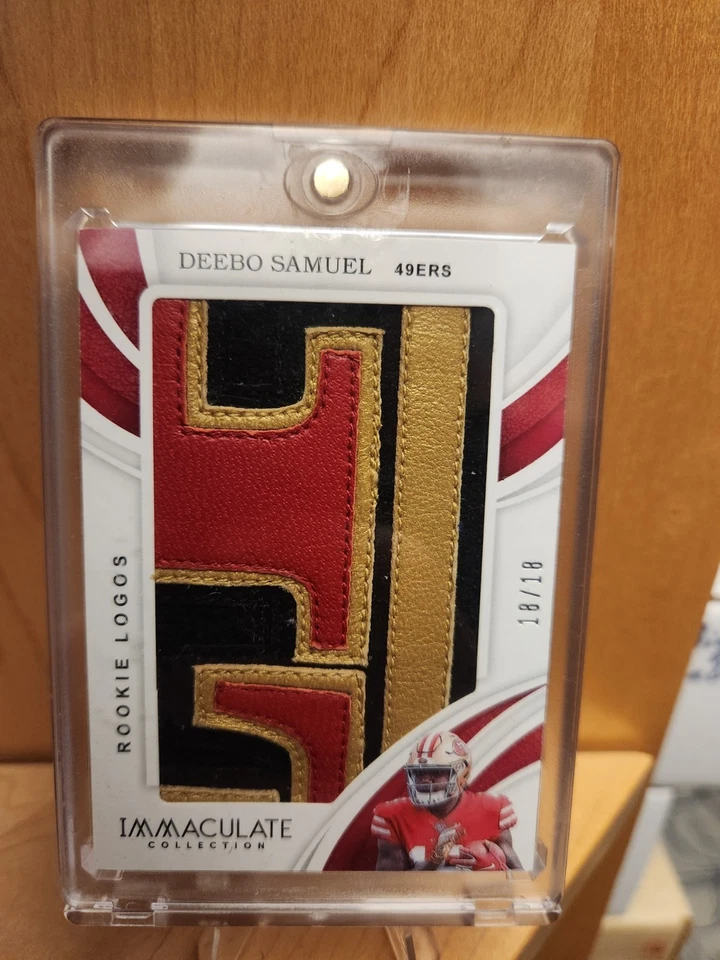 DEEBO SAMUEL 49ERS
ROOKIE LOGOS
18/18
IMMACULATE
COLLECTION